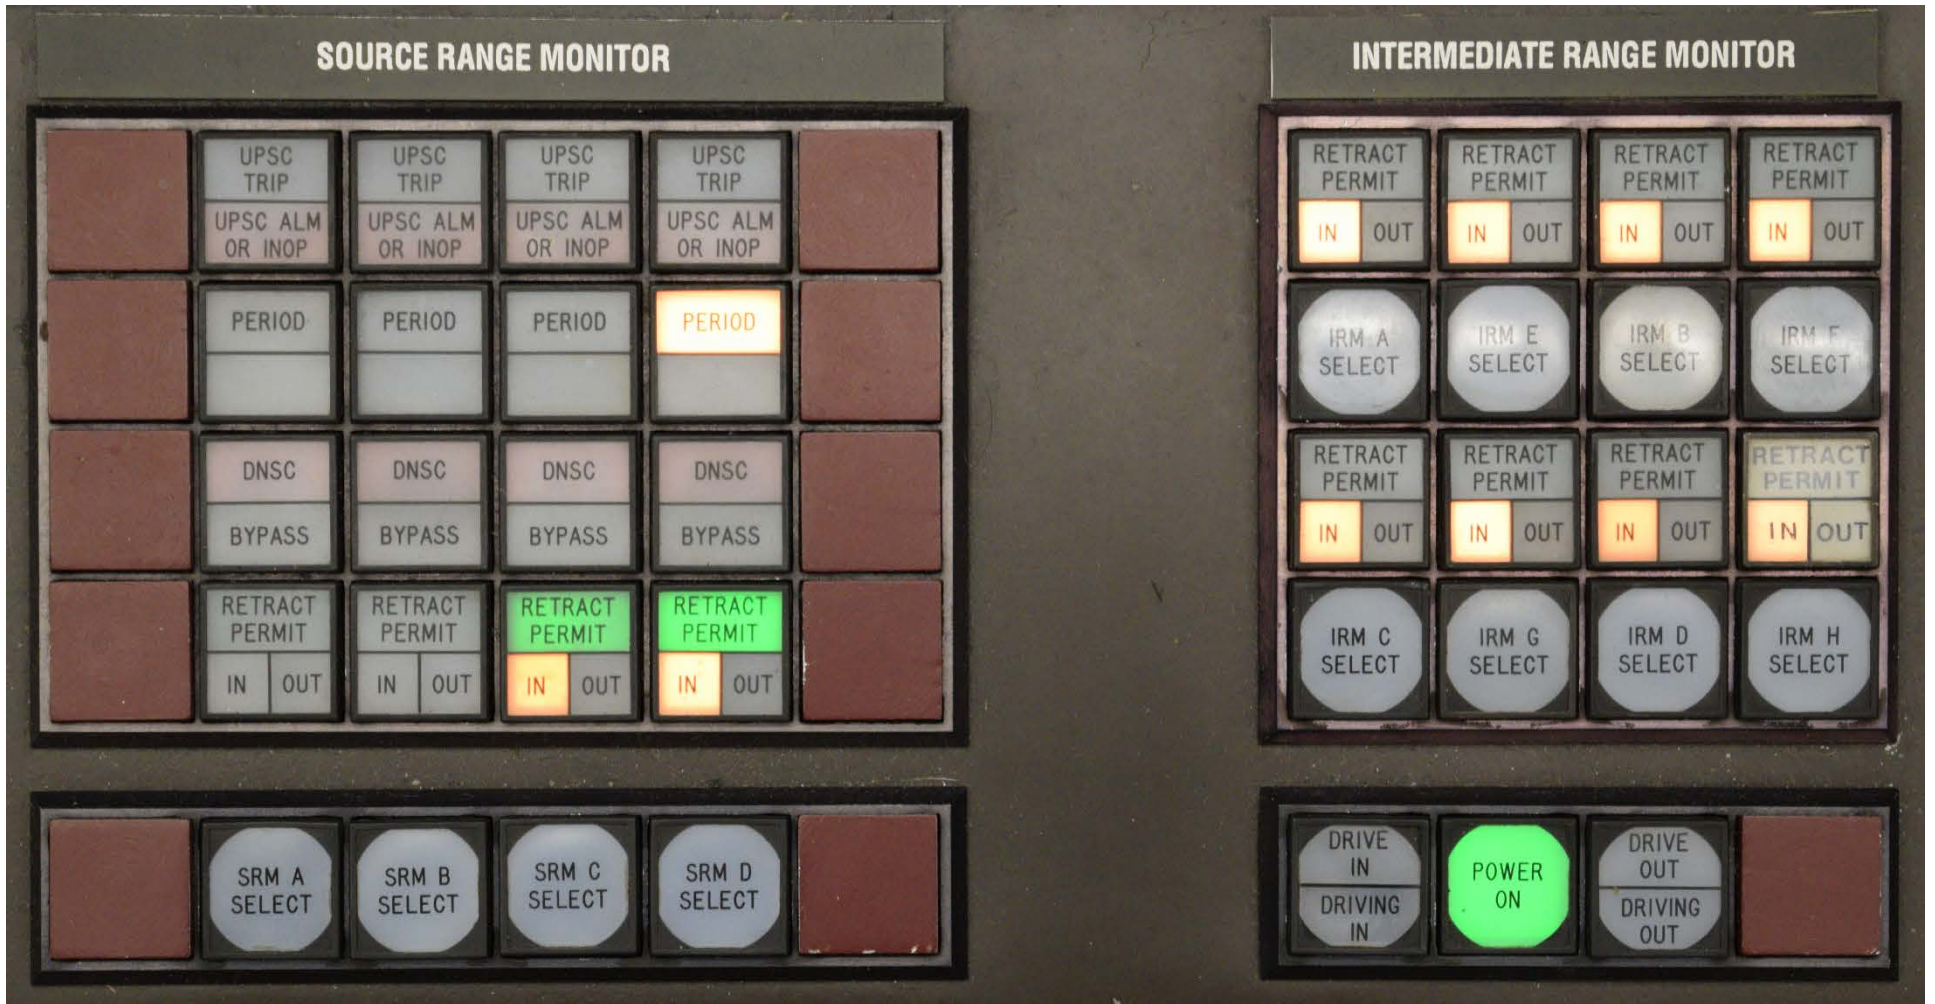 SOURCE RANGE MONITOR
UPSC
TRIP
UPSC ALM
OR INOP
UPSC
TRIP
UPSC ALM
OR INOP
UPSC
TRIP
UPSC ALM
OR INOP
UPSC
TRIP
UPSC ALM
OR INOP
PERIOD
PERIOD
PERIOD
PERIOD
DNSC
BYPASS
DNSC
BYPASS
DNSC
BYPASS
DNSC
BYPASS
RETRACT
PERMIT
IN OUT
RETRACT
PERMIT
IN OUT
RETRACT
PERMIT
IN OUT
RETRACT
PERMIT
IN OUT
SRM A
SELECT
SRM B
SELECT
SRM C
SELECT
SRM D
SELECT
INTERMEDIATE RANGE MONITOR
RETRACT
PERMIT
IN OUT
RETRACT
PERMIT
IN OUT
RETRACT
PERMIT
IN OUT
RETRACT
PERMIT
IN OUT
IRM A
SELECT
IRM E
SELECT
IRM B
SELECT
IRM F
SELECT
RETRACT
PERMIT
IN OUT
RETRACT
PERMIT
IN OUT
RETRACT
PERMIT
IN OUT
RETRACT
PERMIT
IN OUT
IRM C
SELECT
IRM G
SELECT
IRM D
SELECT
IRM H
SELECT
DRIVE
IN
DRIVING
IN
POWER
ON
DRIVE
OUT
DRIVING
OUT